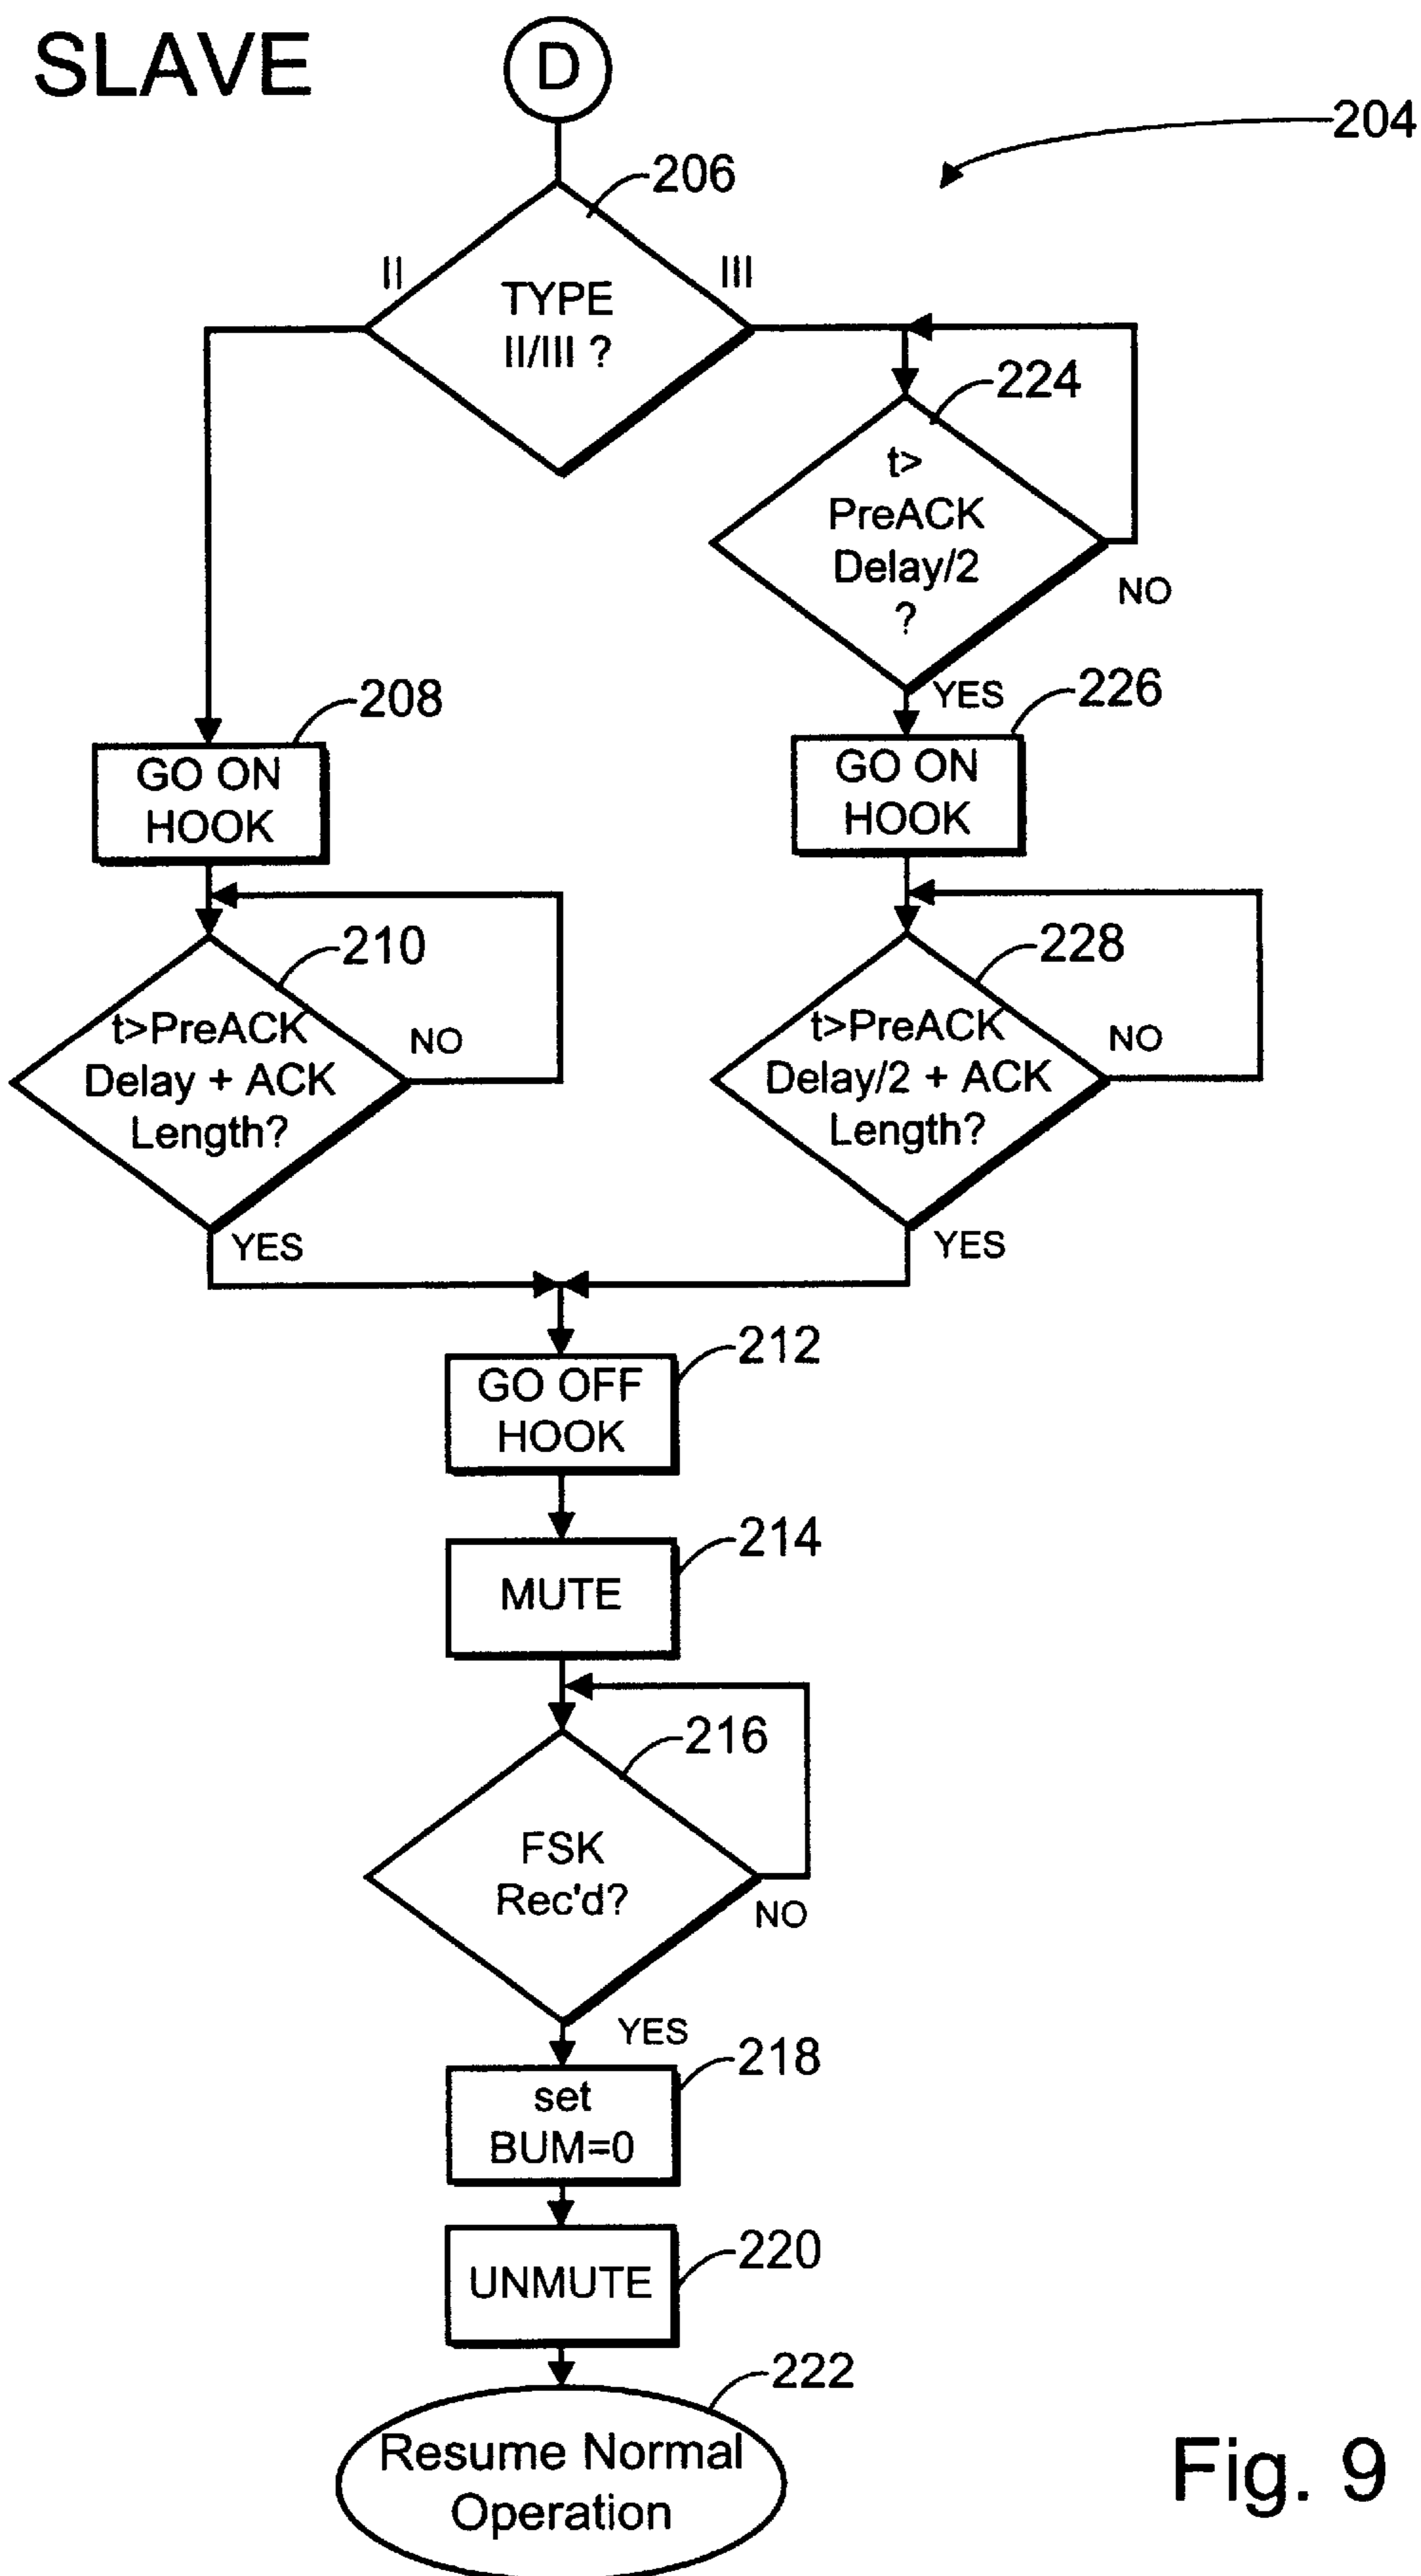 SLAVE
D
204
206
II
III
TYPE
II/III ?
224
t>
PreACK
Delay/2
?
NO
YES
208
GO ON
HOOK
226
GO ON
HOOK
210
t>PreACK
Delay + ACK
Length?
NO
YES
228
t>PreACK
Delay/2 + ACK
Length?
NO
YES
212
GO OFF
HOOK
214
MUTE
216
FSK
Rec'd?
NO
YES
218
set
BUM=0
220
UNMUTE
222
Resume Normal
Operation
Fig. 9